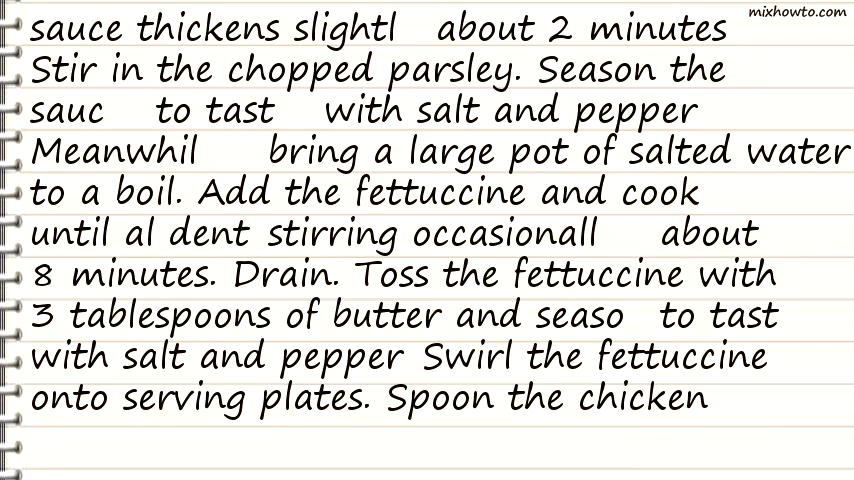 mixhowto.com
sauce thickens slightl about 2 minutes
Stir in the chopped parsley. Season the
sauc to tast with salt and pepper
Meanwhil bring a large pot of salted water
to a boil. Add the fettuccine and cook
until al dent stirring occasionall about
8 minutes. Drain. Toss the fettuccine with
3 tablespoons of butter and seaso to tast
with salt and pepper Swirl the fettuccine
onto serving plates. Spoon the chicken